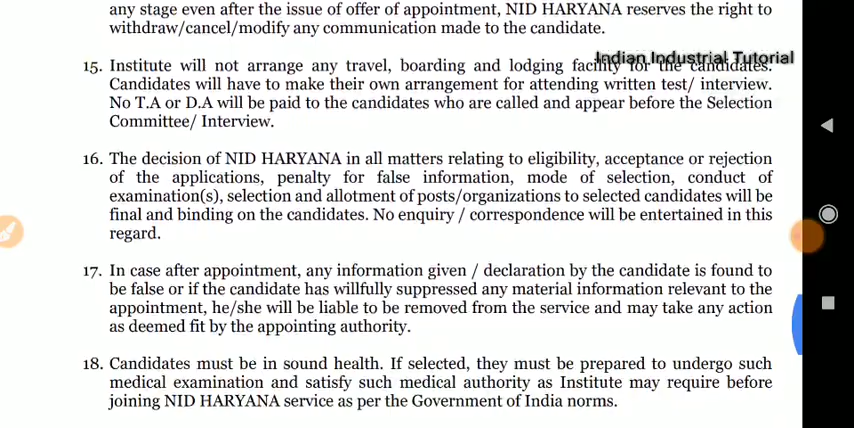 any stage even after the issue of offer of appointment, NID HARYANA reserves the right to
withdraw/cancel/modify any communication made to the candidate.
Indian Industrial Tutorial
15. Institute will not arrange any travel, boarding and lodging facility for the candidates.
Candidates will have to make their own arrangement for attending written test/ interview.
No T.A or D.A will be paid to the candidates who are called and appear before the Selection
Committee/ Interview.
16. The decision of NID HARYANA in all matters relating to eligibility, acceptance or rejection
of the applications, penalty for false information, mode of selection, conduct of
examination(s), selection and allotment of posts/organizations to selected candidates will be
final and binding on the candidates. No enquiry / correspondence will be entertained in this
regard.
17. In case after appointment, any information given / declaration by the candidate is found to
be false or if the candidate has willfully suppressed any material information relevant to the
appointment, he/she will be liable to be removed from the service and may take any action
as deemed fit by the appointing authority.
18. Candidates must be in sound health. If selected, they must be prepared to undergo such
medical examination and satisfy such medical authority as Institute may require before
joining NID HARYANA service as per the Government of India norms.